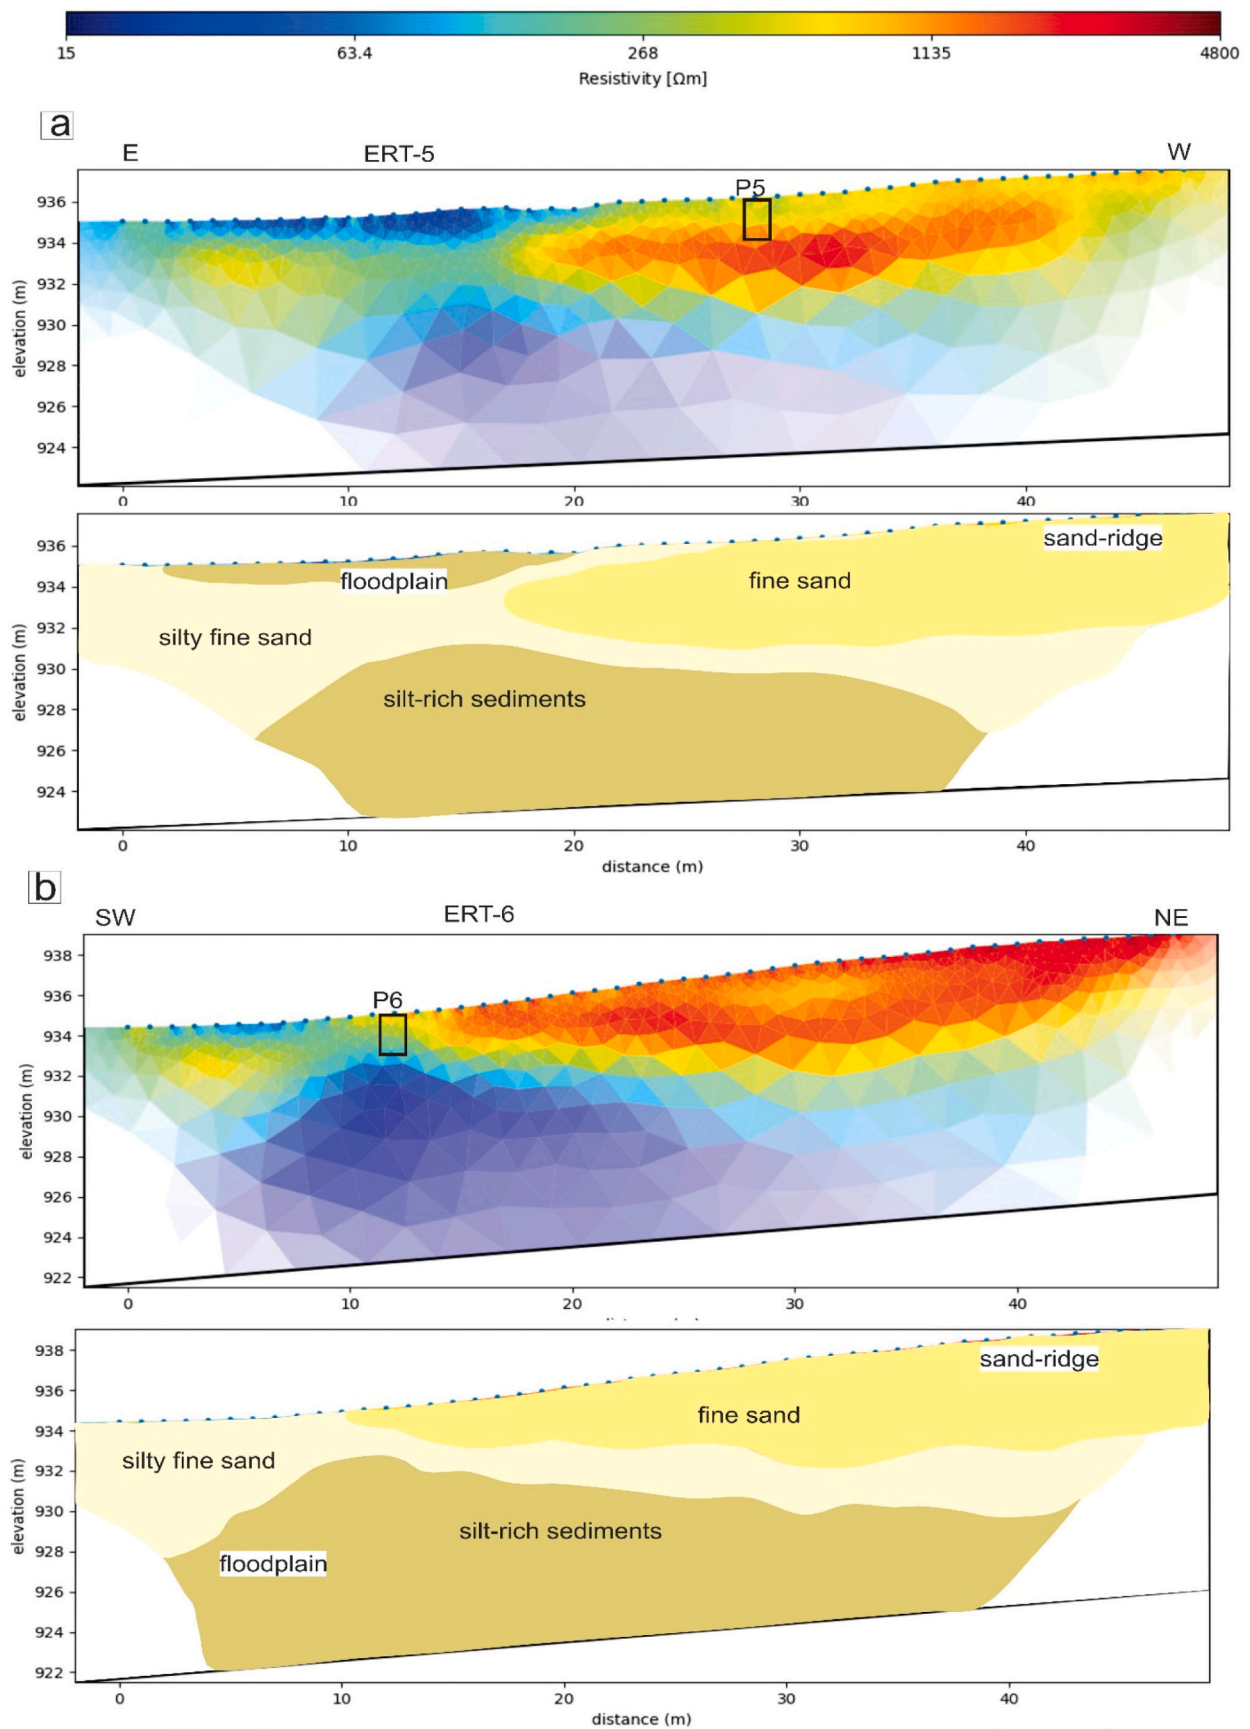 15 63.4 268 1135 4800
Resistivity [Ωm]
a
E ERT-5 W
P5
936
934
932
930
928
926
924
elevation (m)
0 10 20 30 40
936
934
932
930
928
926
924
elevation (m)
sand-ridge
floodplain
fine sand
silty fine sand
silt-rich sediments
0 10 20 30 40
distance (m)
b
SW ERT-6 NE
P6
938
936
934
932
930
928
926
924
922
elevation (m)
0 10 20 30 40
938
936
934
932
930
928
926
924
922
elevation (m)
sand-ridge
fine sand
silty fine sand
silt-rich sediments
floodplain
0 10 20 30 40
distance (m)